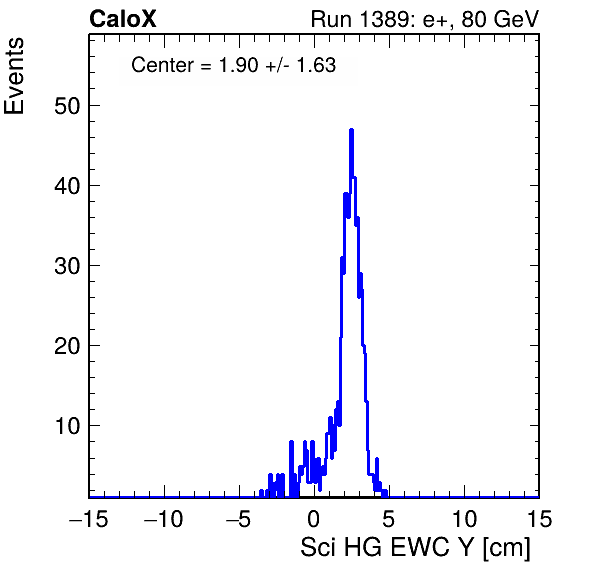 CaloX Run 1389: e+, 80 GeV
Events
Center = 1.90 +/- 1.63
50
40
30
20
10
−15 −10 −5 0 5 10 15
Sci HG EWC Y [cm]